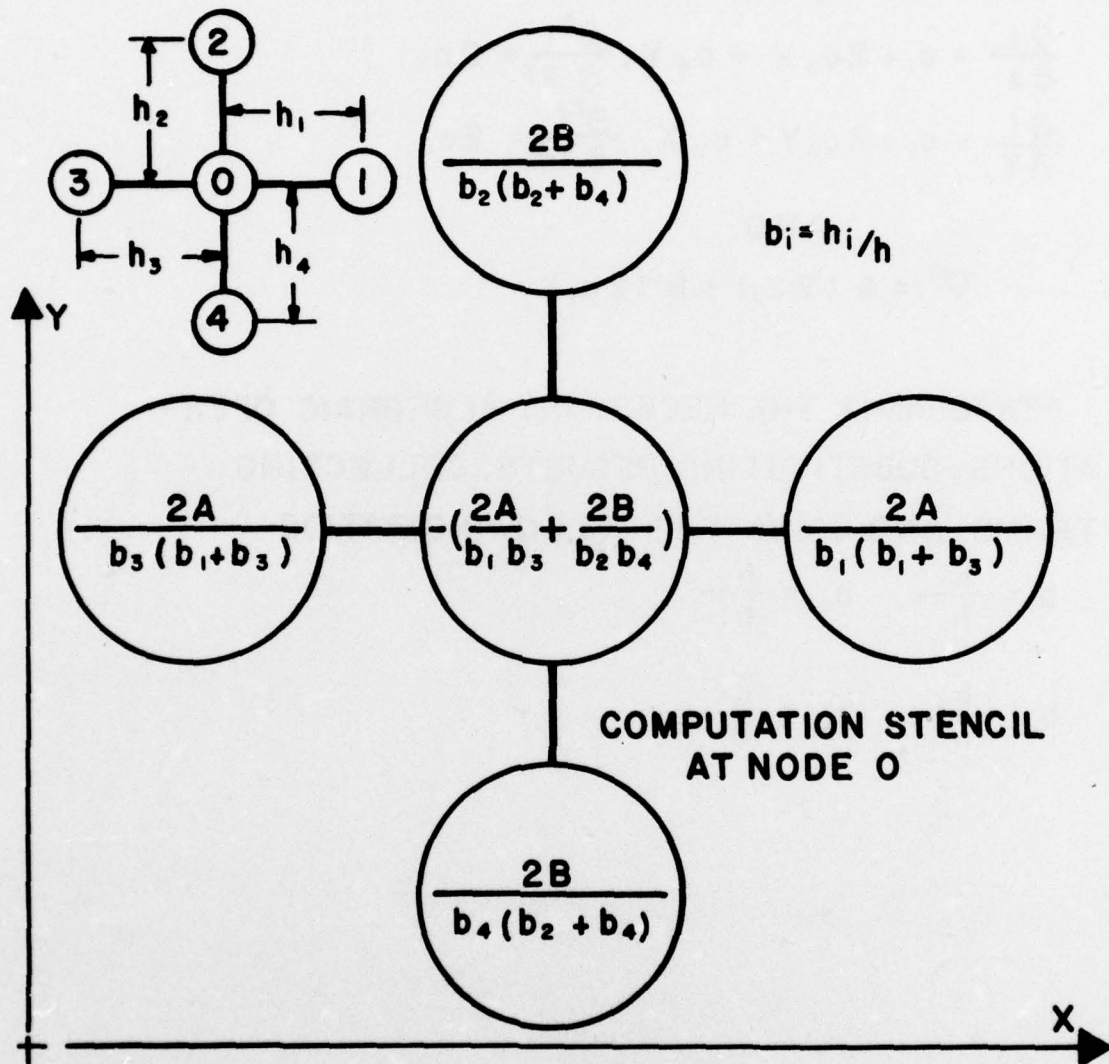 2
h₂
h₁
3
0
1
h₃
h₄
4
Y
2B
b₂(b₂+b₄)
bᵢ=hᵢ/h
2A
b₃(b₁+b₃)
-(2A/b₁b₃+2B/b₂b₄)
2A
b₁(b₁+b₃)
COMPUTATION STENCIL
AT NODE 0
2B
b₄(b₂+b₄)
X